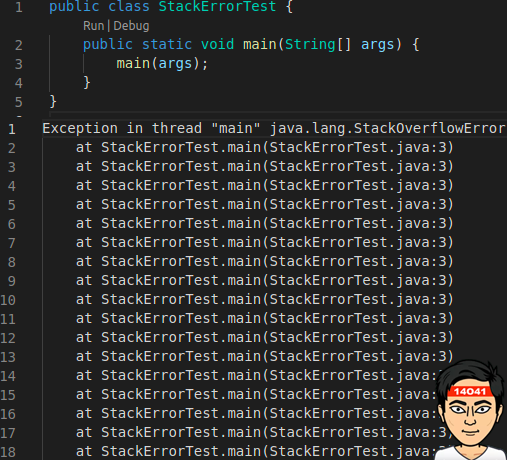 1 public class StackErrorTest {
Run | Debug
2 public static void main(String[] args) {
3 main(args);
4 }
5 }
1 Exception in thread "main" java.lang.StackOverflowError
2 at StackErrorTest.main(StackErrorTest.java:3)
3 at StackErrorTest.main(StackErrorTest.java:3)
4 at StackErrorTest.main(StackErrorTest.java:3)
5 at StackErrorTest.main(StackErrorTest.java:3)
6 at StackErrorTest.main(StackErrorTest.java:3)
7 at StackErrorTest.main(StackErrorTest.java:3)
8 at StackErrorTest.main(StackErrorTest.java:3)
9 at StackErrorTest.main(StackErrorTest.java:3)
10 at StackErrorTest.main(StackErrorTest.java:3)
11 at StackErrorTest.main(StackErrorTest.java:3)
12 at StackErrorTest.main(StackErrorTest.java:3)
13 at StackErrorTest.main(StackErrorTest.java:3)
14 at StackErrorTest.main(StackErrorTest.java:
15 at StackErrorTest.main(StackErrorTest.java:
16 at StackErrorTest.main(StackErrorTest.java:
17 at StackErrorTest.main(StackErrorTest.java:
18 at StackErrorTest.main(StackErrorTest.java:
14041